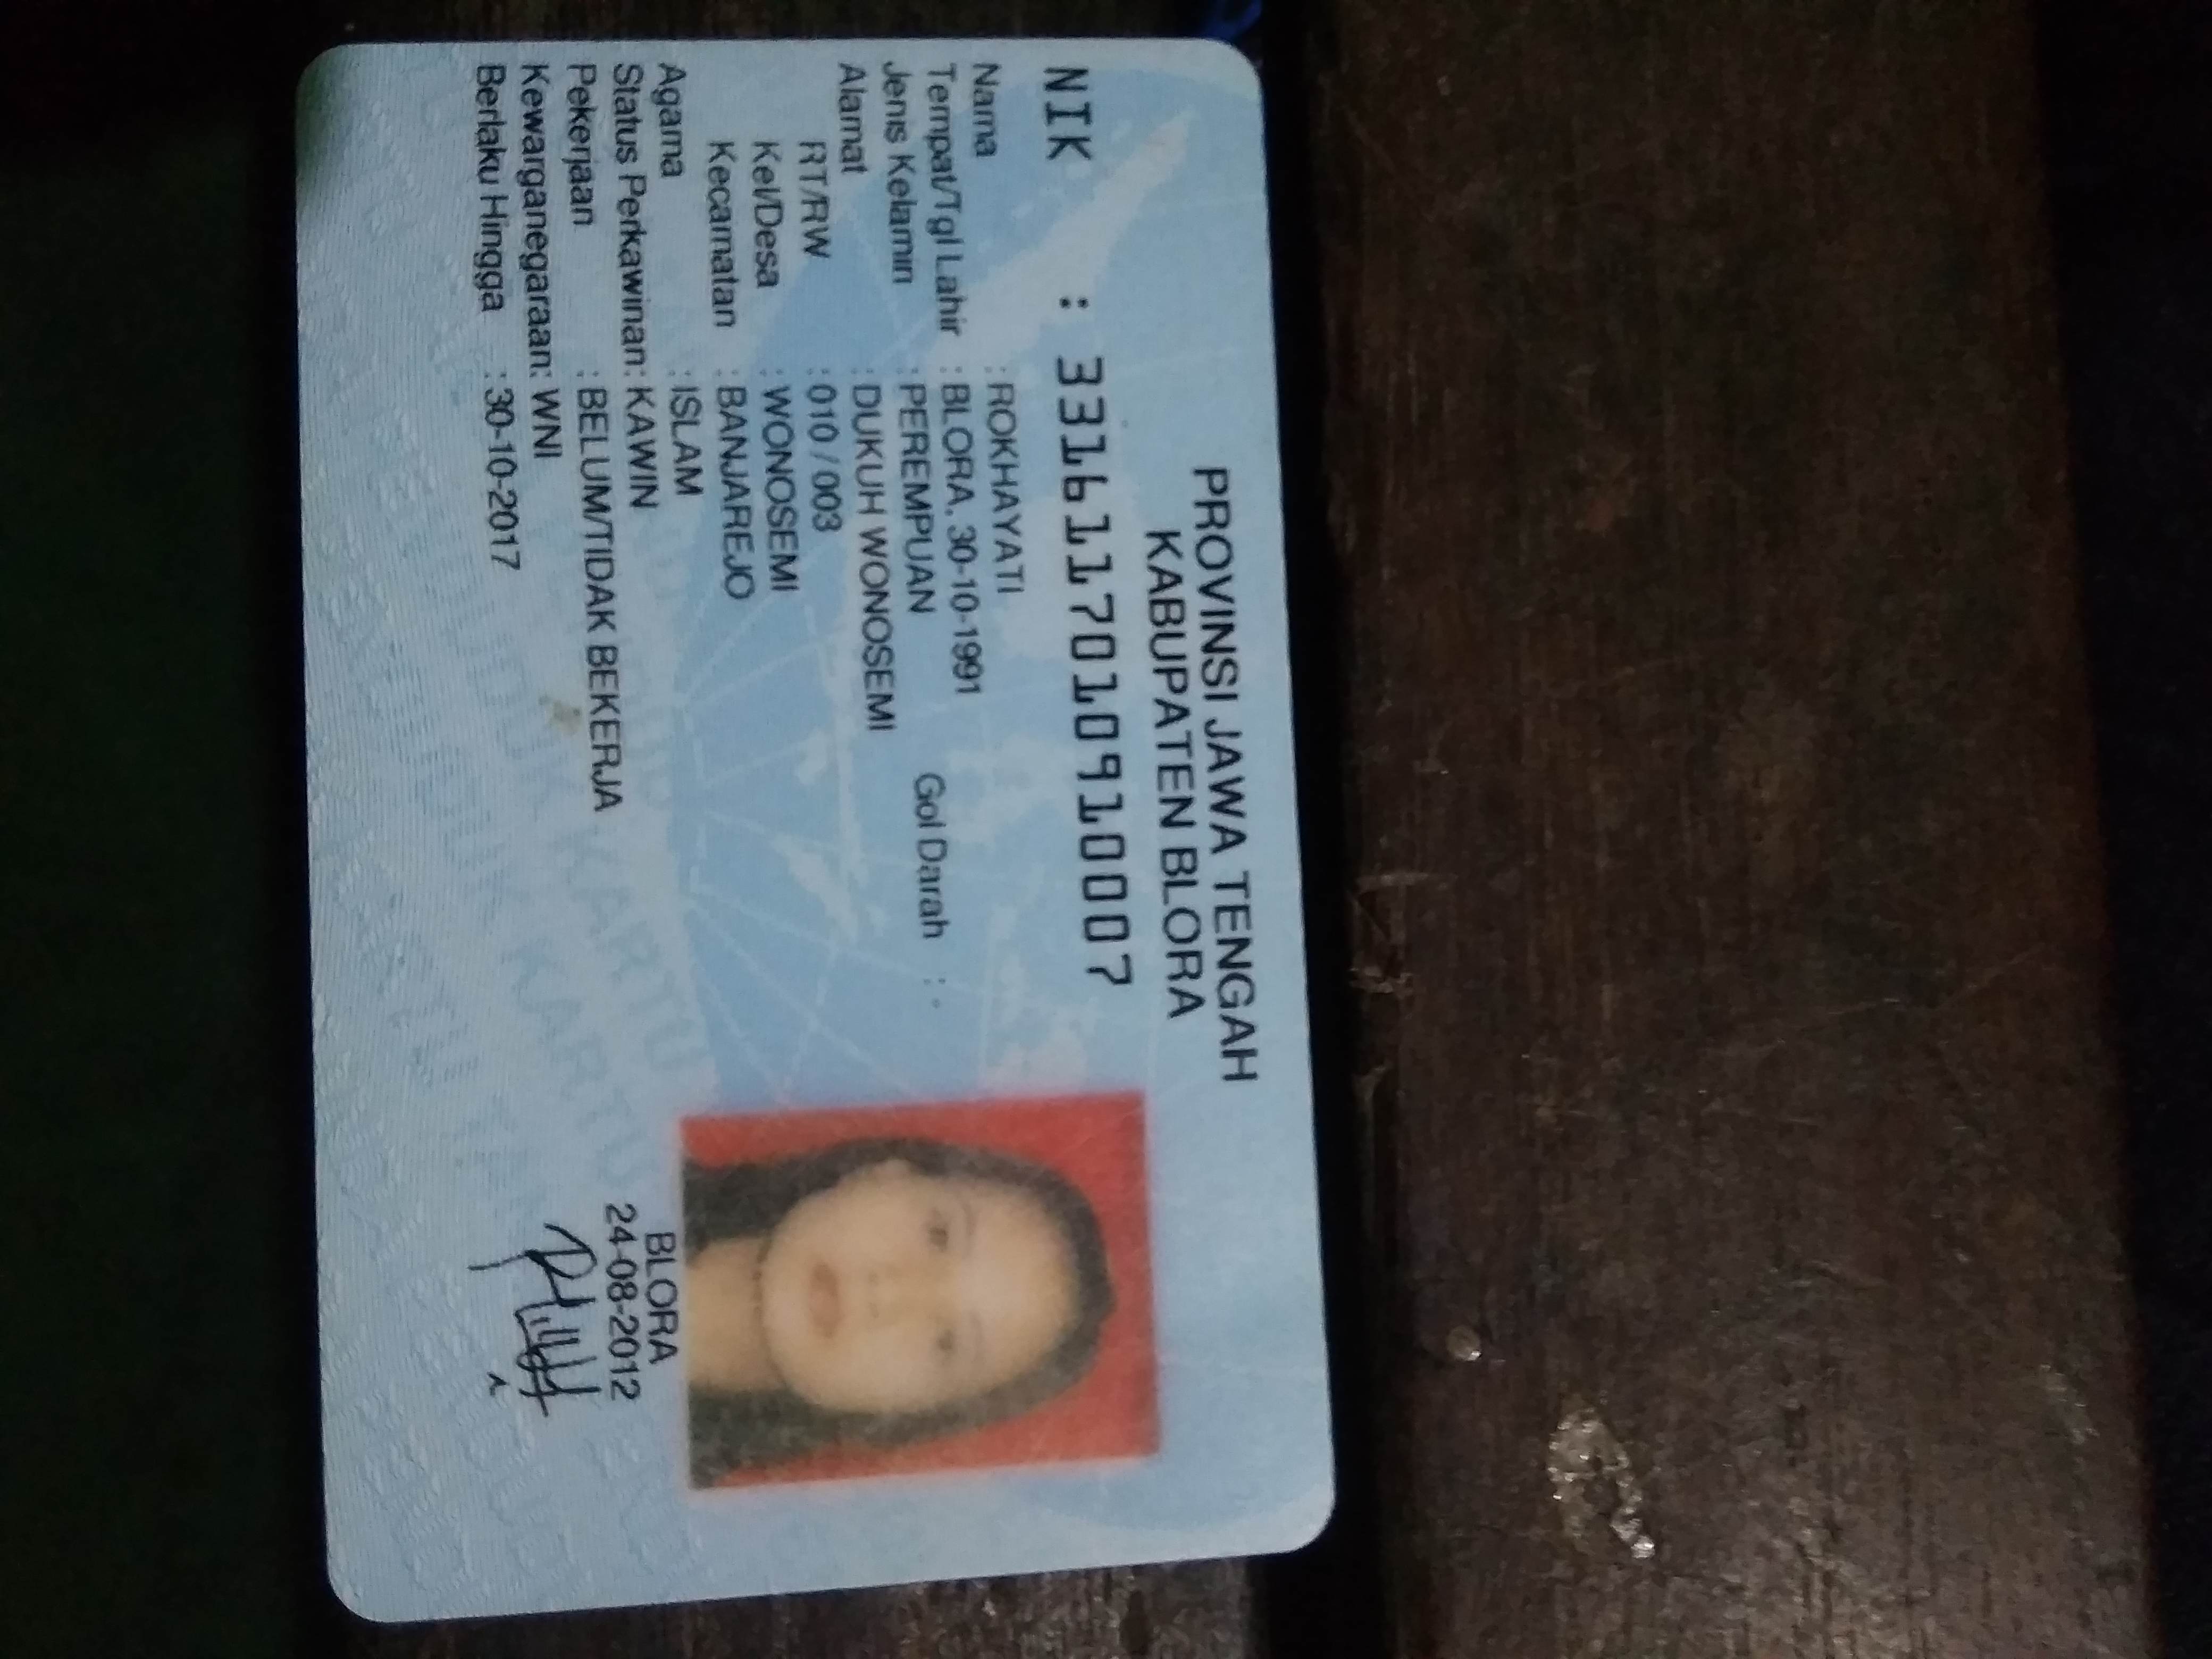 PROVINSI JAWA TENGAH
KABUPATEN BLORA
NIK : 3316117010910007
Nama : ROKHAYATI
Tempat/Tgl Lahir : BLORA, 30-10-1991
Jenis Kelamin : PEREMPUAN Gol Darah : -
Alamat : DUKUH WONOSEMI
RT/RW : 010 / 003
Kel/Desa : WONOSEMI
Kecamatan : BANJAREJO
Agama : ISLAM
Status Perkawinan: KAWIN
Pekerjaan : BELUM/TIDAK BEKERJA
Kewarganegaraan: WNI
Berlaku Hingga : 30-10-2017
BLORA
24-08-2012